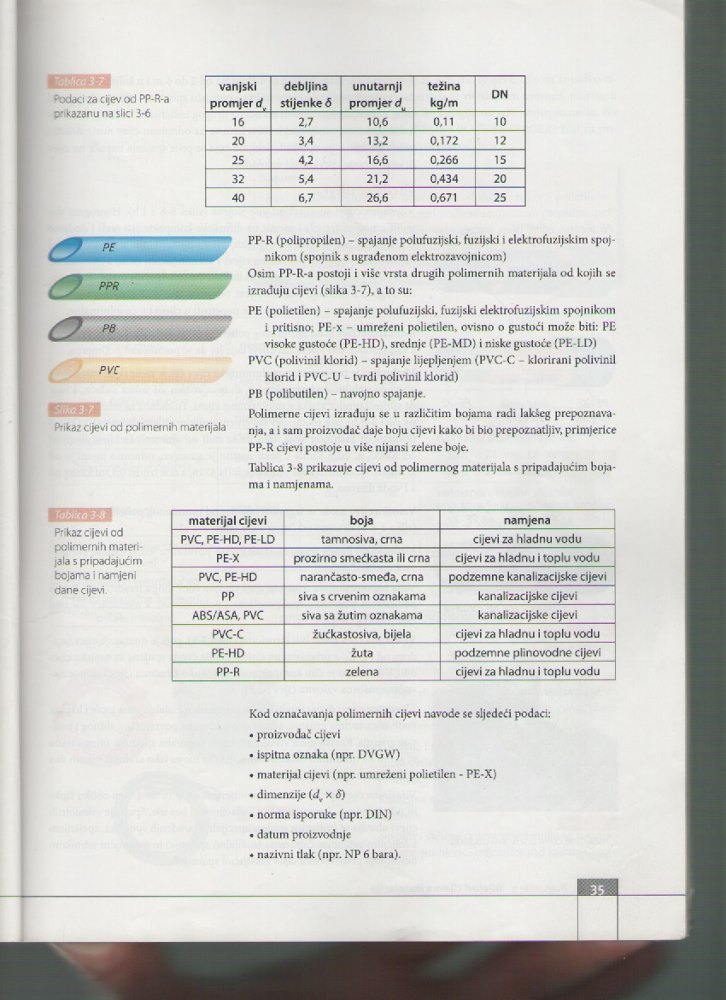 Tablica 3-7
Podaci za cijev od PP-R-a
prikazanu na slici 3-6
vanjski promjer dv debljina stijenke δ unutarnji promjer du težina kg/m DN
16 2,7 10,6 0,11 10
20 3,4 13,2 0,172 12
25 4,2 16,6 0,266 15
32 5,4 21,2 0,434 20
40 6,7 26,6 0,671 25
PE
PPR
PB
PVC
Slika 3-7
Prikaz cijevi od polimernih materijala
PP-R (polipropilen) – spajanje polufuzijski, fuzijski i elektrofuzijskim spoj-
nikom (spojnik s ugrađenom elektrozavojnicom)
Osim PP-R-a postoji i više vrsta drugih polimernih materijala od kojih se
izrađuju cijevi (slika 3-7), a to su:
PE (polietilen) – spajanje polufuzijski, fuzijski elektrofuzijskim spojnikom
i pritisno; PE-x – umreženi polietilen, ovisno o gustoći može biti: PE
visoke gustoće (PE-HD), srednje (PE-MD) i niske gustoće (PE-LD)
PVC (polivinil klorid) – spajanje lijepljenjem (PVC-C – klorirani polivinil
klorid i PVC-U – tvrdi polivinil klorid)
PB (polibutilen) – navojno spajanje.
Polimerne cijevi izrađuju se u različitim bojama radi lakšeg prepoznava-
nja, a i sam proizvođač daje boju cijevi kako bi bio prepoznatljiv, primjerice
PP-R cijevi postoje u više nijansi zelene boje.
Tablica 3-8 prikazuje cijevi od polimernog materijala s pripadajućim boja-
ma i namjenama.
Tablica 3-8
Prikaz cijevi od
polimernih materi-
jala s pripadajućim
bojama i namjeni
dane cijevi.
materijal cijevi boja namjena
PVC, PE-HD, PE-LD tamnosiva, crna cijevi za hladnu vodu
PE-X prozirno smećkasta ili crna cijevi za hladnu i toplu vodu
PVC, PE-HD narančasto-smeđa, crna podzemne kanalizacijske cijevi
PP siva s crvenim oznakama kanalizacijske cijevi
ABS/ASA, PVC siva sa žutim oznakama kanalizacijske cijevi
PVC-C žućkastosiva, bijela cijevi za hladnu i toplu vodu
PE-HD žuta podzemne plinovodne cijevi
PP-R zelena cijevi za hladnu i toplu vodu
Kod označavanja polimernih cijevi navode se sljedeći podaci:
• proizvođač cijevi
• ispitna oznaka (npr. DVGW)
• materijal cijevi (npr. umreženi polietilen - PE-X)
• dimenzije (dv × δ)
• norma isporuke (npr. DIN)
• datum proizvodnje
• nazivni tlak (npr. NP 6 bara).
35